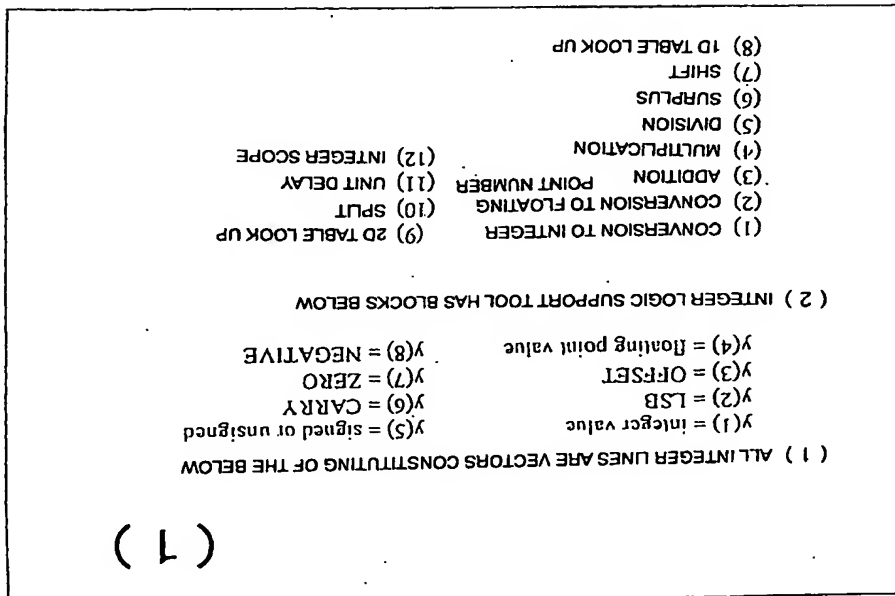 ( 1 )
( 1 ) ALL INTEGER LINES ARE VECTORS CONSTITUTING OF THE BELOW
y(1) = integer value y(5) = signed or unsigned
y(2) = LSB y(6) = CARRY
y(3) = OFFSET y(7) = ZERO
y(4) = floating point value y(8) = NEGATIVE
( 2 ) INTEGER LOGIC SUPPORT TOOL HAS BLOCKS BELOW
(1) CONVERSION TO INTEGER (9) 2D TABLE LOOK UP
(2) CONVERSION TO FLOATING (10) SPLIT
(3) ADDITION POINT NUMBER (11) UNIT DELAY
(4) MULTIPLICATION (12) INTEGER SCOPE
(5) DIVISION
(6) SURPLUS
(7) SHIFT
(8) 1D TABLE LOOK UP